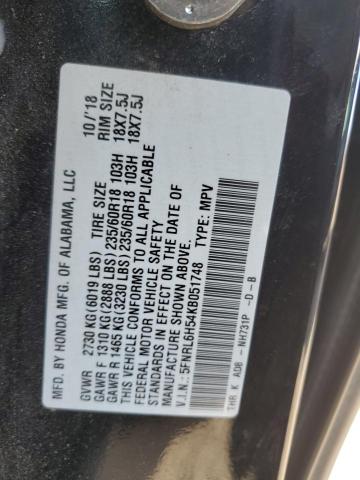 MFD. BY HONDA MFG. OF ALABAMA, LLC 10/'18
GVWR 2730 KG(6019 LBS) TIRE SIZE RIM SIZE
GAWR F 1310 KG(2888 LBS) 235/60R18 103H 18X7.5J
GAWR R 1465 KG(3230 LBS) 235/60R18 103H 18X7.5J
THIS VEHICLE CONFORMS TO ALL APPLICABLE
FEDERAL MOTOR VEHICLE SAFETY
STANDARDS IN EFFECT ON THE DATE OF
MANUFACTURE SHOWN ABOVE.
V.I.N.: 5FNRL6H54KB051748 TYPE: MPV
THR K AD8 - NH731P -D -B